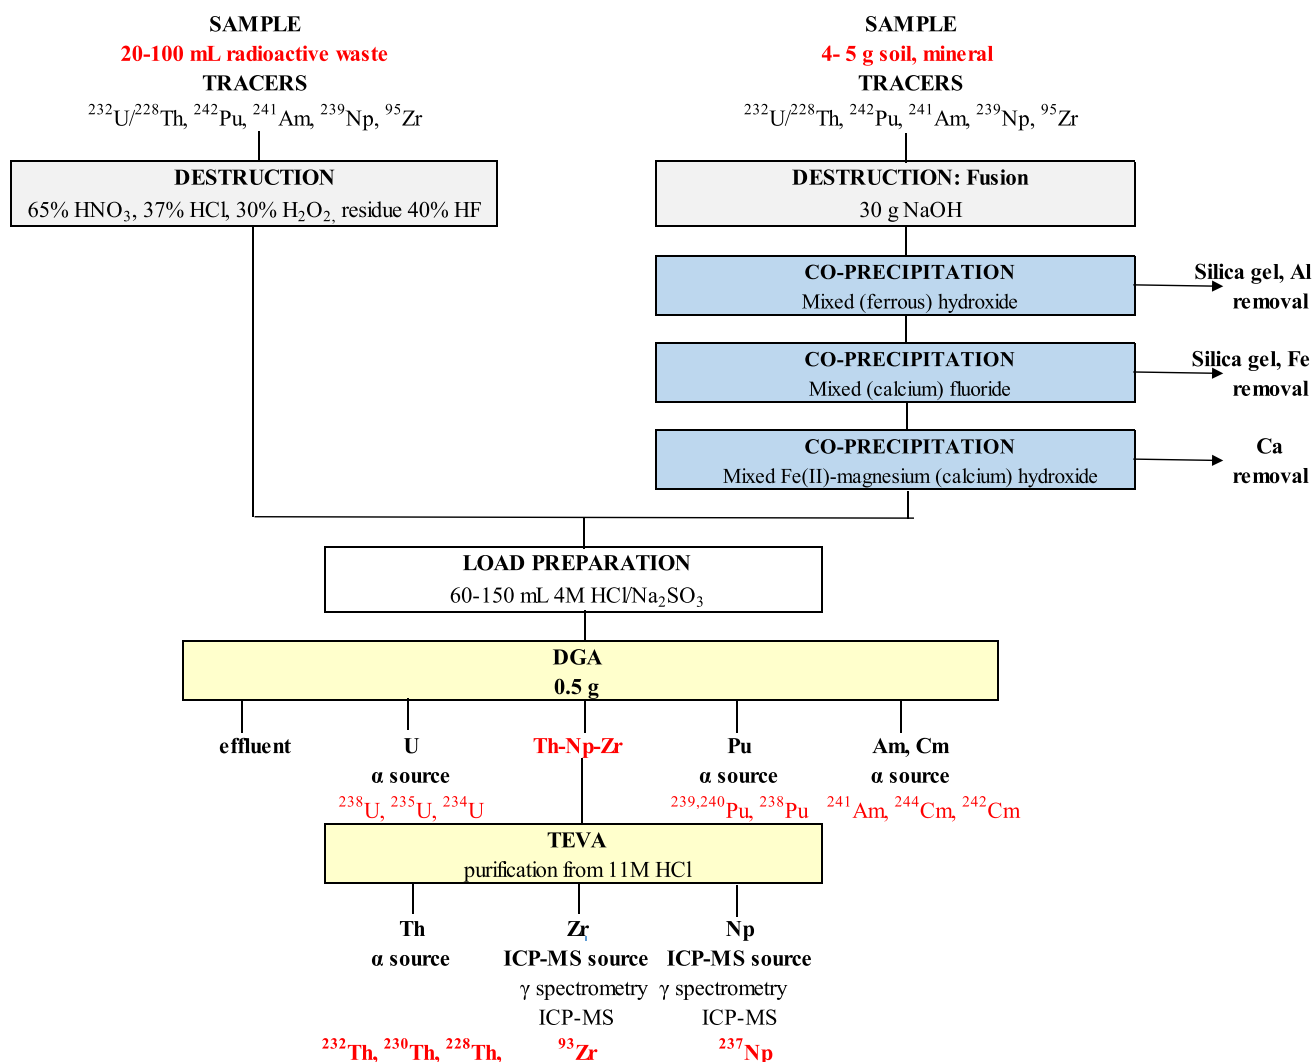 SAMPLE
20-100 mL radioactive waste
TRACERS
²³²U/²²⁸Th, ²⁴²Pu, ²⁴¹Am, ²³⁹Np, ⁹⁵Zr
DESTRUCTION
65% HNO₃, 37% HCl, 30% H₂O₂, residue 40% HF
SAMPLE
4- 5 g soil, mineral
TRACERS
²³²U/²²⁸Th, ²⁴²Pu, ²⁴¹Am, ²³⁹Np, ⁹⁵Zr
DESTRUCTION: Fusion
30 g NaOH
CO-PRECIPITATION
Mixed (ferrous) hydroxide
Silica gel, Al
removal
CO-PRECIPITATION
Mixed (calcium) fluoride
Silica gel, Fe
removal
CO-PRECIPITATION
Mixed Fe(II)-magnesium (calcium) hydroxide
Ca
removal
LOAD PREPARATION
60-150 mL 4M HCl/Na₂SO₃
DGA
0.5 g
effluent
U
α source
²³⁸U, ²³⁵U, ²³⁴U
Th-Np-Zr
Pu
α source
²³⁹,²⁴⁰Pu, ²³⁸Pu
Am, Cm
α source
²⁴¹Am, ²⁴⁴Cm, ²⁴²Cm
TEVA
purification from 11M HCl
Th
α source
²³²Th, ²³⁰Th, ²²⁸Th,
Zr
ICP-MS source
γ spectrometry
ICP-MS
⁹³Zr
Np
ICP-MS source
γ spectrometry
ICP-MS
²³⁷Np